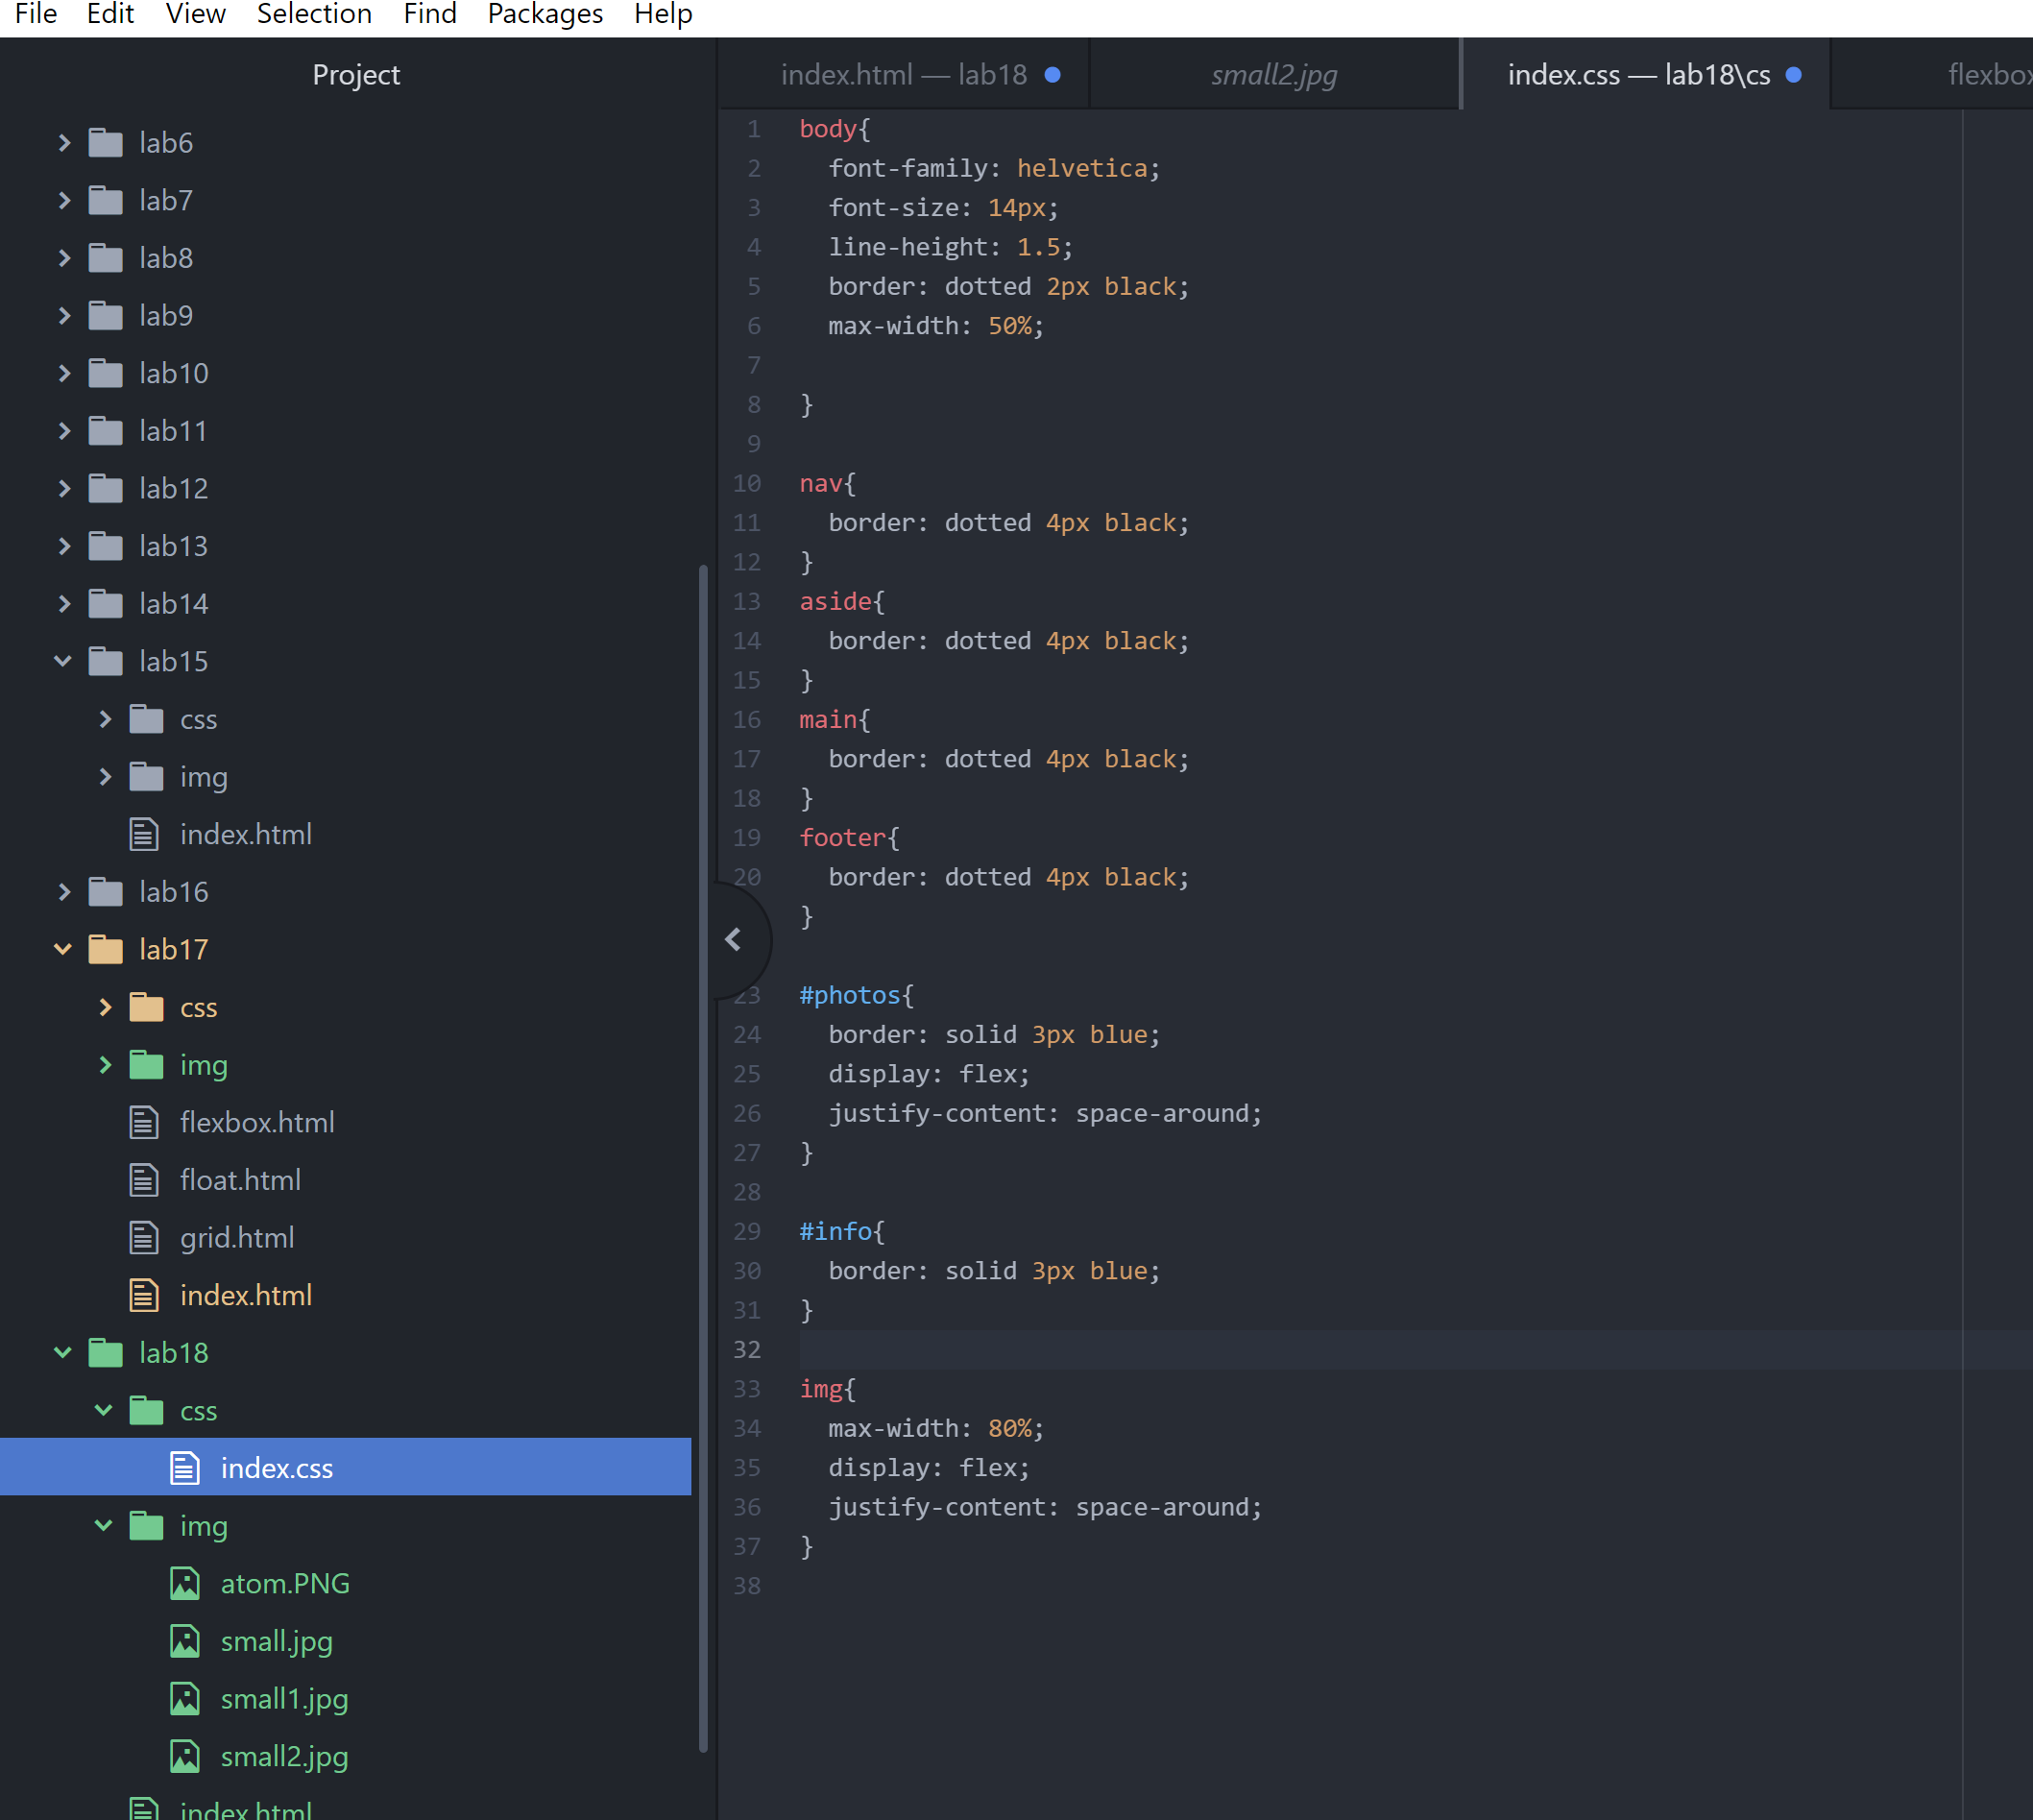 File Edit View Selection Find Packages Help
Project
lab6
lab7
lab8
lab9
lab10
lab11
lab12
lab13
lab14
lab15
css
img
index.html
lab16
lab17
css
img
flexbox.html
float.html
grid.html
index.html
lab18
css
index.css
img
atom.PNG
small.jpg
small1.jpg
small2.jpg
index.html
index.html — lab18
small2.jpg
index.css — lab18\cs
flexbox
1 body{
2   font-family: helvetica;
3   font-size: 14px;
4   line-height: 1.5;
5   border: dotted 2px black;
6   max-width: 50%;
7
8 }
9
10 nav{
11   border: dotted 4px black;
12 }
13 aside{
14   border: dotted 4px black;
15 }
16 main{
17   border: dotted 4px black;
18 }
19 footer{
20   border: dotted 4px black;
}
23 #photos{
24   border: solid 3px blue;
25   display: flex;
26   justify-content: space-around;
27 }
28
29 #info{
30   border: solid 3px blue;
31 }
32
33 img{
34   max-width: 80%;
35   display: flex;
36   justify-content: space-around;
37 }
38